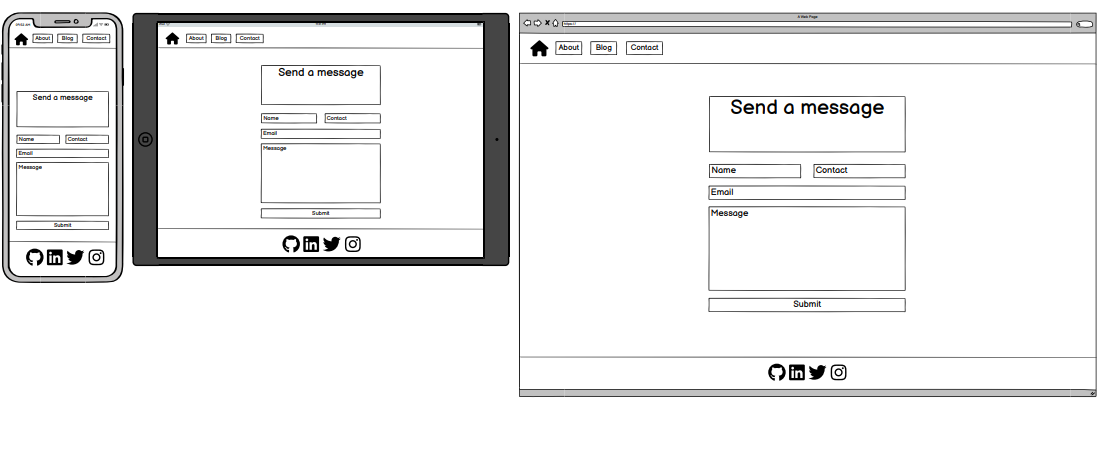 About Blog Contact
Send a message
Name Contact
Email
Message
Submit
About Blog Contact
Send a message
Name Contact
Email
Message
Submit
A Web Page
https://
About Blog Contact
Send a message
Name Contact
Email
Message
Submit